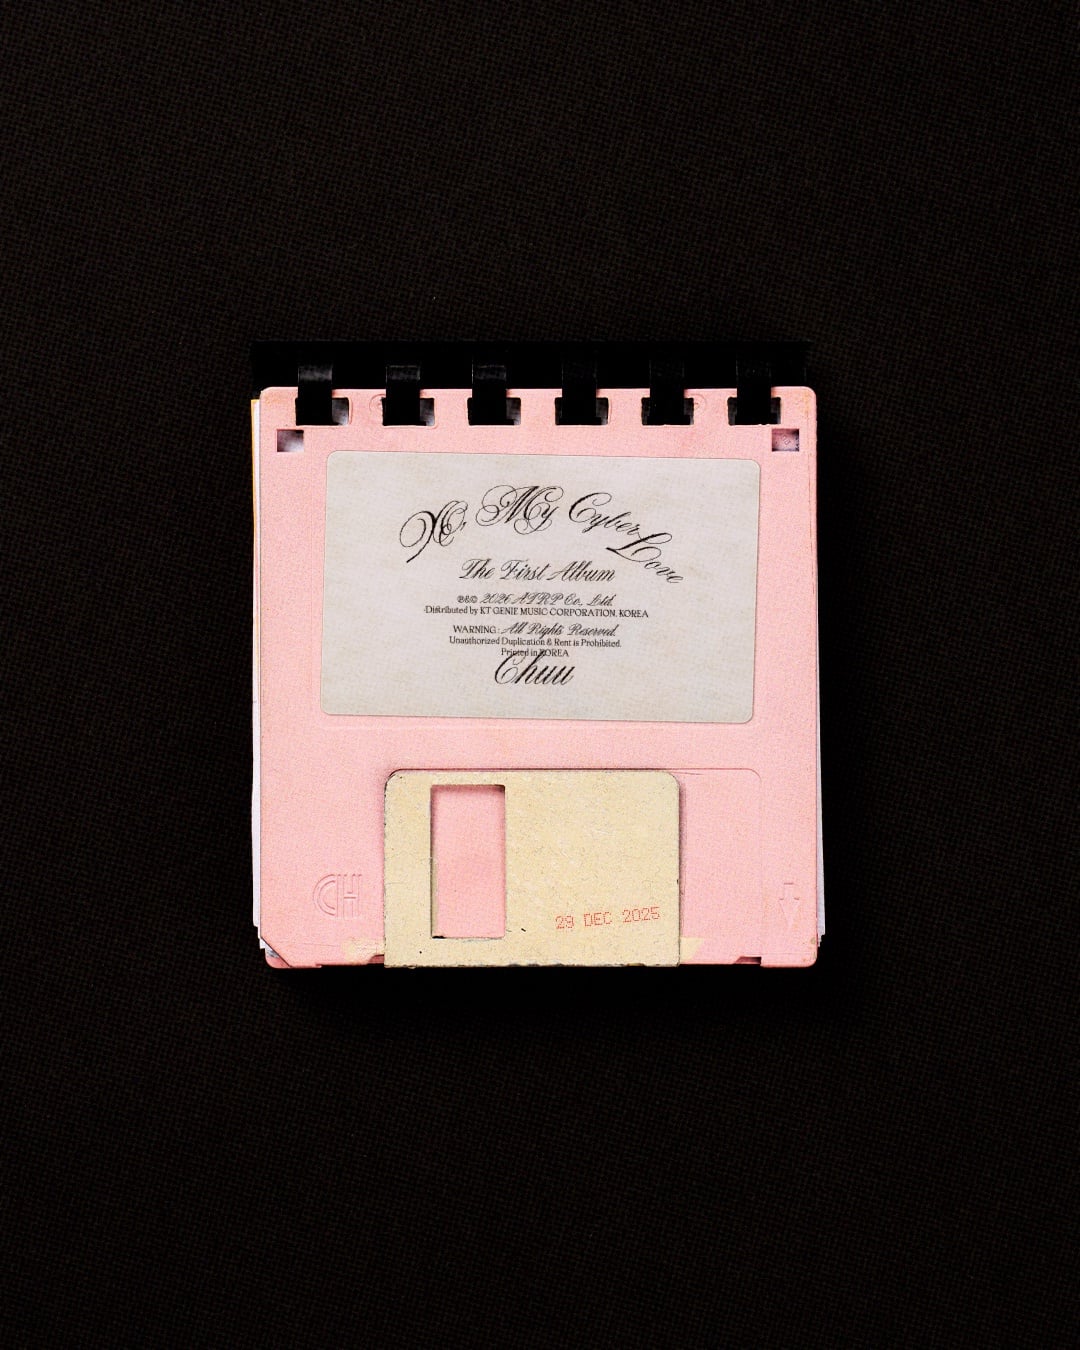 XO, My Cyber Love
The First Album
℗&© 2026 ATRP Co., Ltd.
Distributed by KT GENIE MUSIC CORPORATION, KOREA
WARNING: All Rights Reserved.
Unauthorized Duplication & Rent is Prohibited.
Printed in KOREA
Chuu
CH
29 DEC 2025